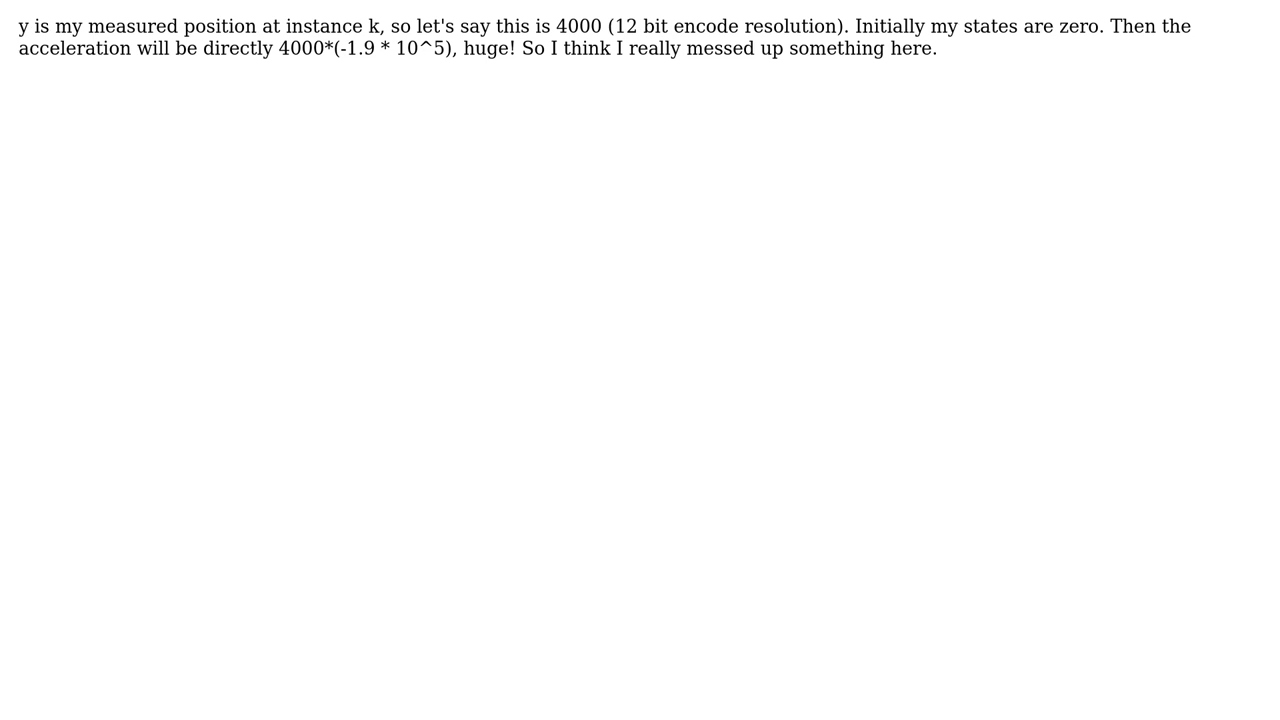 y is my measured position at instance k, so let's say this is 4000 (12 bit encode resolution). Initially my states are zero. Then the
acceleration will be directly 4000*(-1.9 * 10^5), huge! So I think I really messed up something here.